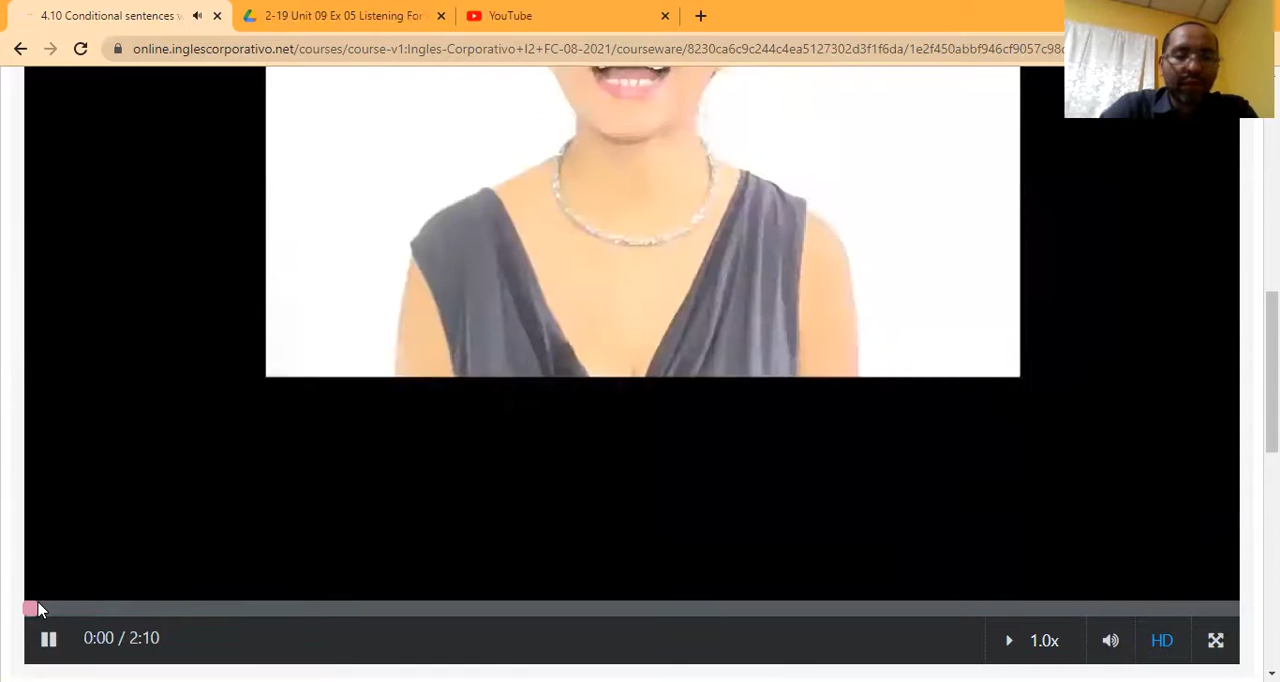 4.10 Conditional sentences
2-19 Unit 09 Ex 05 Listening For
YouTube
online.inglescorporativo.net/courses/course-v1:Ingles-Corporativo+I2+FC-08-2021/courseware/8230ca6c9c244c4ea5127302d3f1f6da/1e2f450abbf946cf9057c98
0:00 / 2:10
1.0x
HD